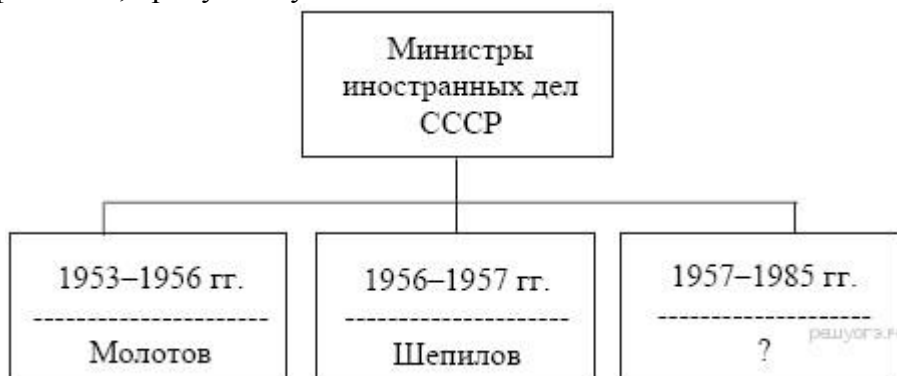 Министры
иностранных дел
СССР
1953–1956 гг.
Молотов
1956–1957 гг.
Шепилов
1957–1985 гг.
?